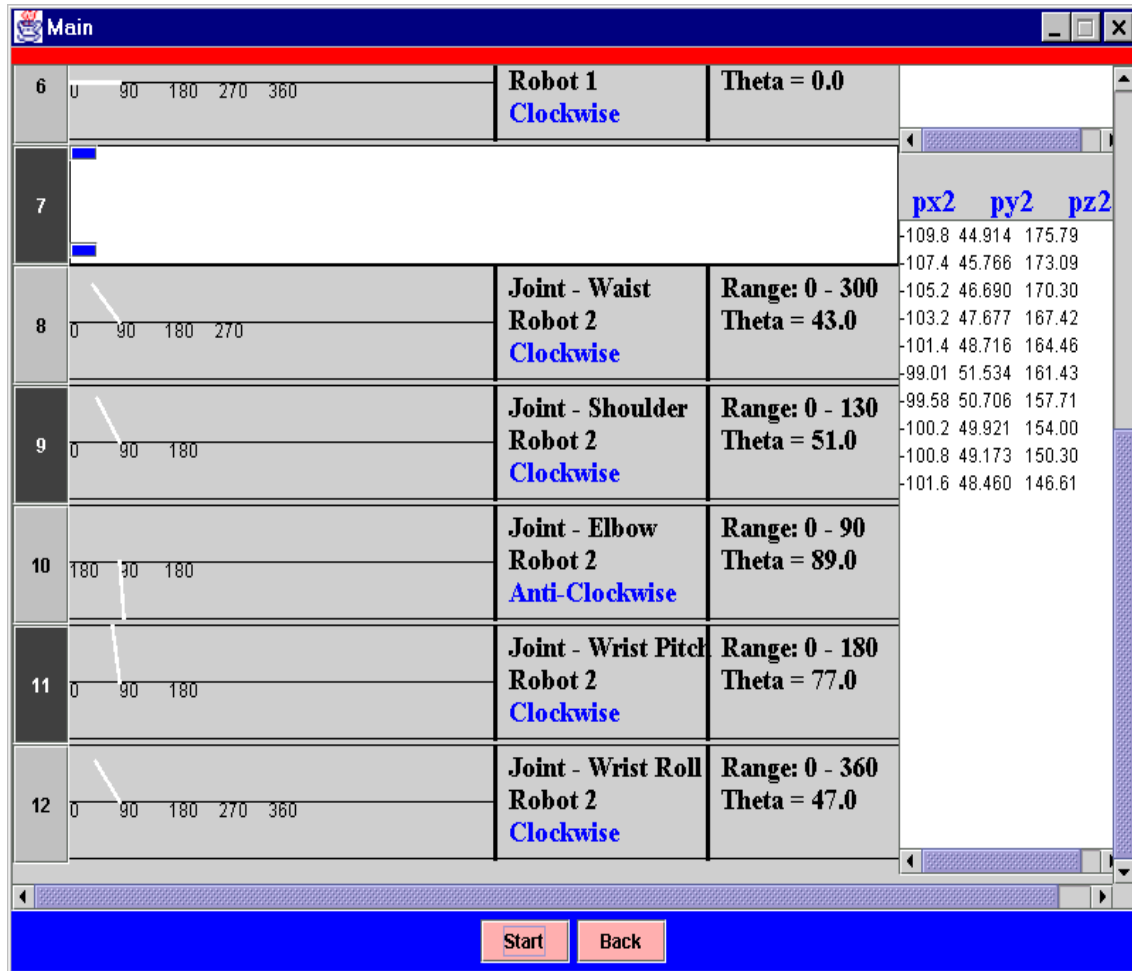 Main
6
0 90 180 270 360
Robot 1
Clockwise
Theta = 0.0
7
8
0 90 180 270
Joint - Waist
Robot 2
Clockwise
Range: 0 - 300
Theta = 43.0
9
0 90 180
Joint - Shoulder
Robot 2
Clockwise
Range: 0 - 130
Theta = 51.0
10
180 90 180
Joint - Elbow
Robot 2
Anti-Clockwise
Range: 0 - 90
Theta = 89.0
11
0 90 180
Joint - Wrist Pitch
Robot 2
Clockwise
Range: 0 - 180
Theta = 77.0
12
0 90 180 270 360
Joint - Wrist Roll
Robot 2
Clockwise
Range: 0 - 360
Theta = 47.0
px2 py2 pz2
-109.8 44.914 175.79
-107.4 45.766 173.09
-105.2 46.690 170.30
-103.2 47.677 167.42
-101.4 48.716 164.46
-99.01 51.534 161.43
-99.58 50.706 157.71
-100.2 49.921 154.00
-100.8 49.173 150.30
-101.6 48.460 146.61
Start
Back